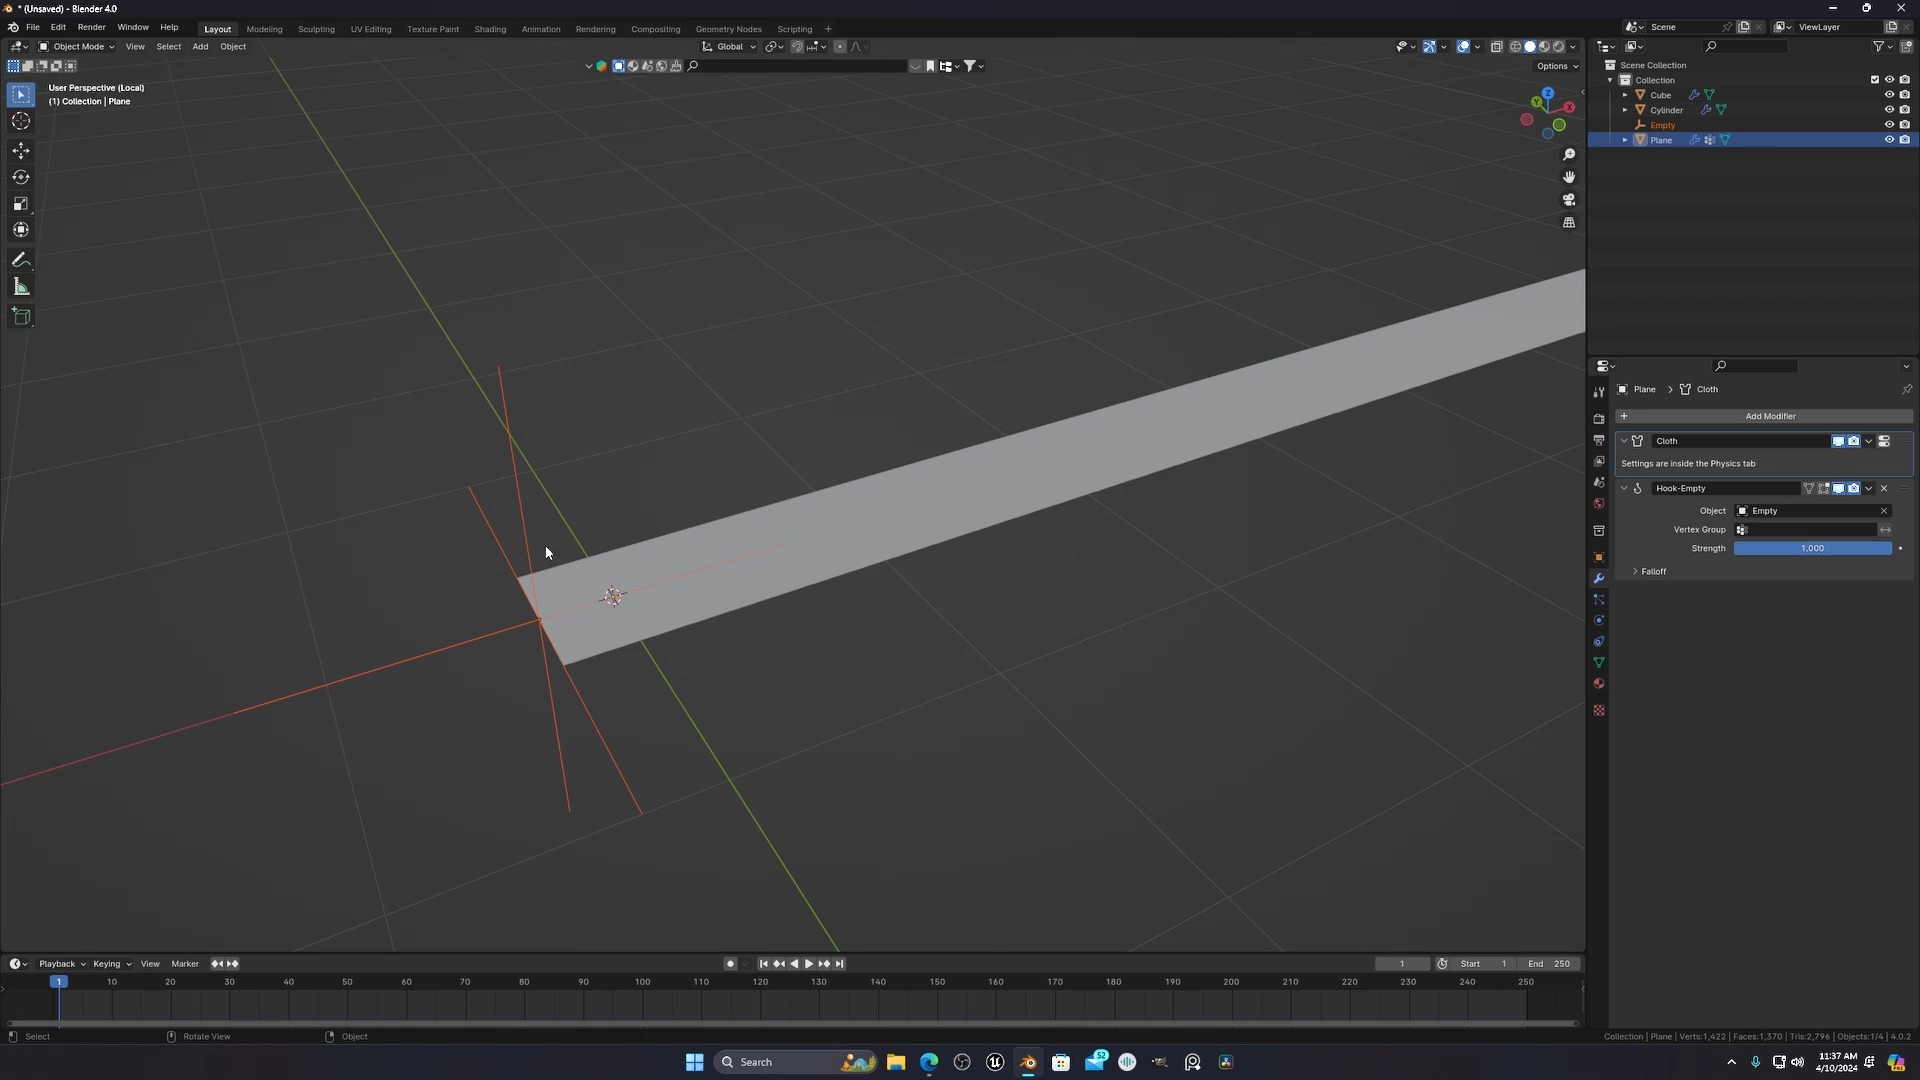 * (Unsaved) - Blender 4.0
File Edit Render Window Help Layout Modeling Sculpting UV Editing Texture Paint Shading Animation Rendering Compositing Geometry Nodes Scripting + Scene ViewLayer
Object Mode View Select Add Object Global
Options
User Perspective (Local)
(1) Collection | Plane
Z
Y
X
Scene Collection
Collection
Cube
Cylinder
Empty
Plane
Plane > Cloth
+ Add Modifier
Cloth
Settings are inside the Physics tab
Hook-Empty
Object Empty
Vertex Group
Strength 1.000
Falloff
Playback Keying View Marker 1 Start 1 End 250
1 10 20 30 40 50 60 70 80 90 100 110 120 130 140 150 160 170 180 190 200 210 220 230 240 250
Select Rotate View Object
Collection | Plane | Verts:1,422 | Faces:1,370 | Tris:2,796 | Objects:1/4 | 4.0.2
Search
52
11:37 AM
4/10/2024